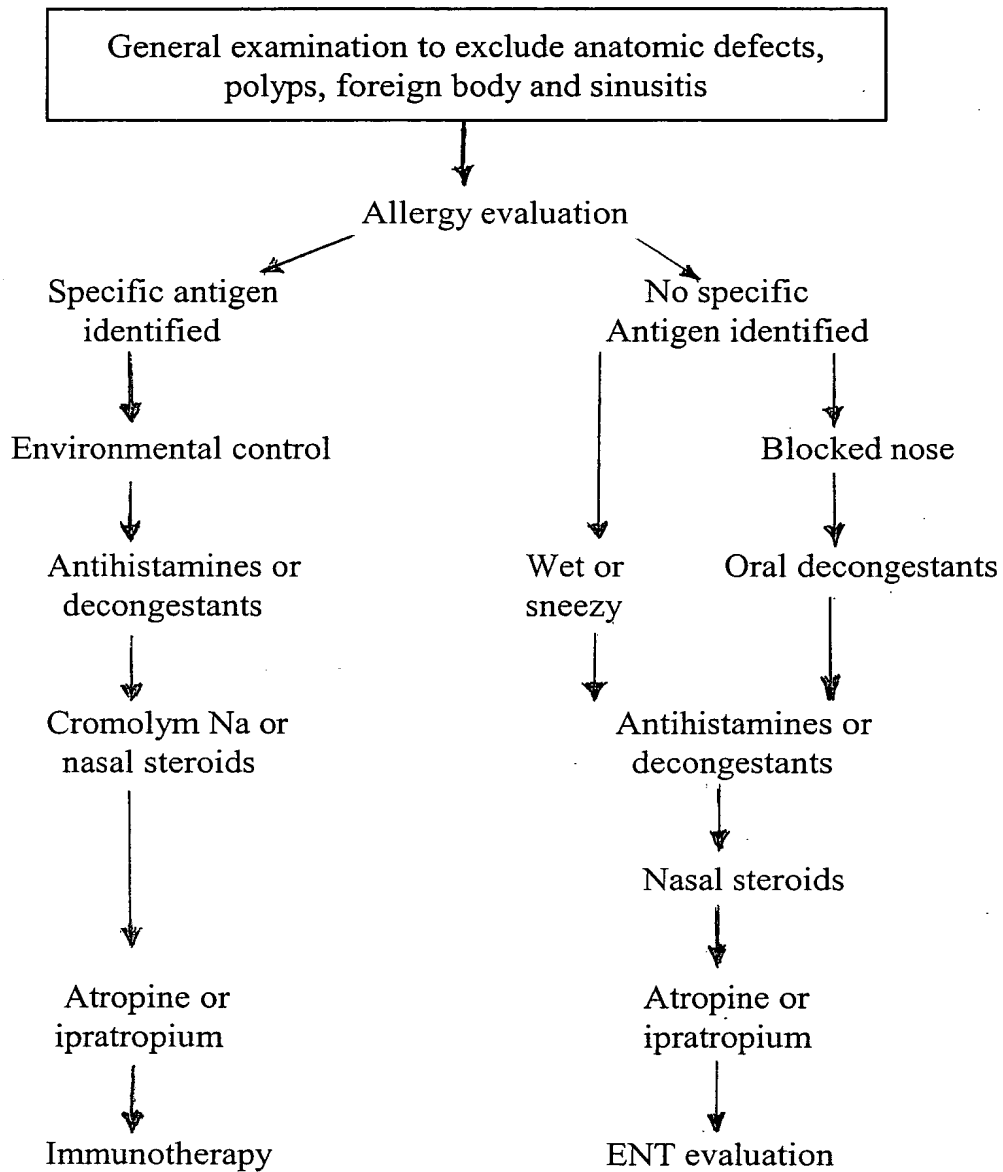 General examination to exclude anatomic defects,
polyps, foreign body and sinusitis
Allergy evaluation
Specific antigen
identified
No specific
Antigen identified
Environmental control
Blocked nose
Antihistamines or
decongestants
Wet or
sneezy
Oral decongestants
Cromolym Na or
nasal steroids
Antihistamines or
decongestants
Nasal steroids
Atropine or
ipratropium
Atropine or
ipratropium
Immunotherapy
ENT evaluation